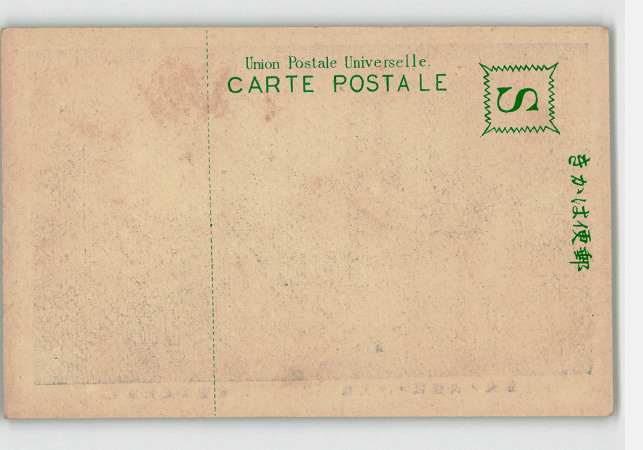 Union Postale Universelle.
CARTE POSTALE
S
きかは便郵